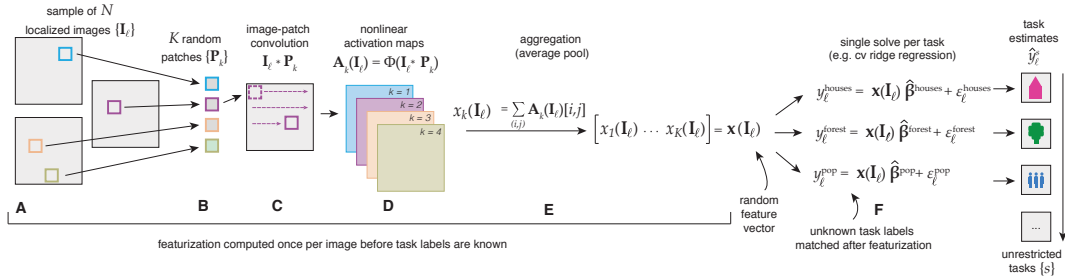 sample of N
localized images {I_ℓ}
K random
patches {P_k}
image-patch
convolution
I_ℓ * P_k
nonlinear
activation maps
A_k(I_ℓ) = Φ(I_ℓ * P_k)
k = 1
k = 2
k = 3
k = 4
aggregation
(average pool)
x_k(I_ℓ) = ∑_(i,j) A_k(I_ℓ)[i,j]
[x_1(I_ℓ) ... x_K(I_ℓ)] = x(I_ℓ)
random
feature
vector
single solve per task
(e.g. cv ridge regression)
y_ℓ^houses = x(I_ℓ) β̂^houses + ε_ℓ^houses
y_ℓ^forest = x(I_ℓ) β̂^forest + ε_ℓ^forest
y_ℓ^pop = x(I_ℓ) β̂^pop + ε_ℓ^pop
unknown task labels
matched after featurization
task
estimates
ŷ_ℓ^s
...
unrestricted
tasks {s}
A
B
C
D
E
F
featurization computed once per image before task labels are known